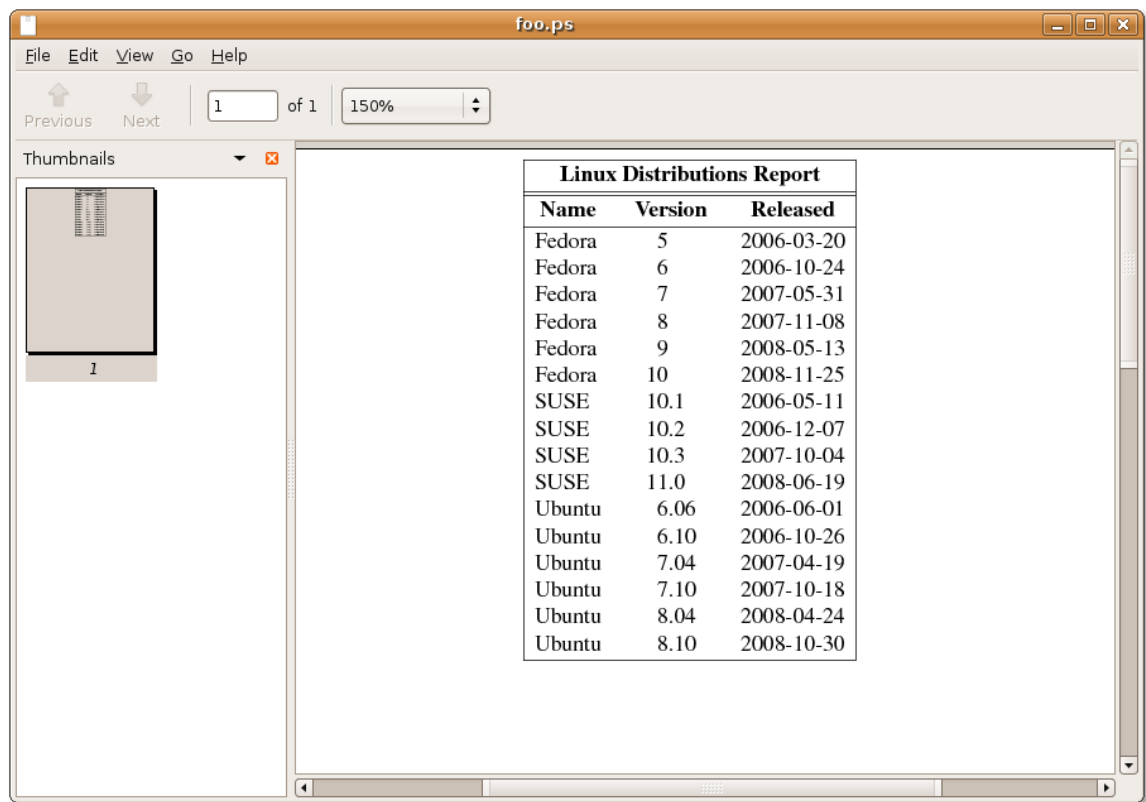 foo.ps
File Edit View Go Help
Previous Next 1 of 1 150%
Thumbnails
1
Linux Distributions Report
Name Version Released
Fedora 5 2006-03-20
Fedora 6 2006-10-24
Fedora 7 2007-05-31
Fedora 8 2007-11-08
Fedora 9 2008-05-13
Fedora 10 2008-11-25
SUSE 10.1 2006-05-11
SUSE 10.2 2006-12-07
SUSE 10.3 2007-10-04
SUSE 11.0 2008-06-19
Ubuntu 6.06 2006-06-01
Ubuntu 6.10 2006-10-26
Ubuntu 7.04 2007-04-19
Ubuntu 7.10 2007-10-18
Ubuntu 8.04 2008-04-24
Ubuntu 8.10 2008-10-30